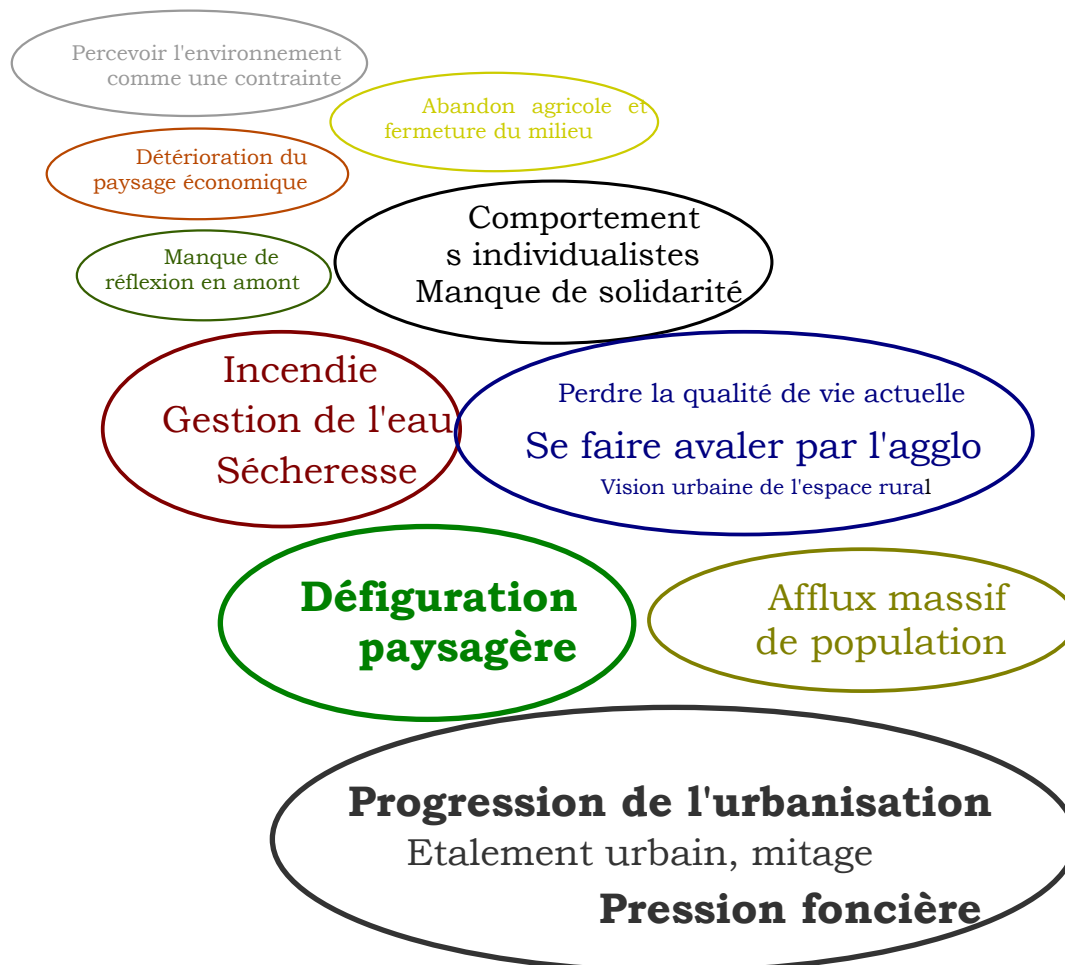 Percevoir l'environnement
comme une contrainte
Abandon agricole et
fermeture du milieu
Détérioration du
paysage économique
Comportement
s individualistes
Manque de solidarité
Manque de
réflexion en amont
Incendie
Gestion de l'eau
Sécheresse
Perdre la qualité de vie actuelle
Se faire avaler par l'agglo
Vision urbaine de l'espace rural
Défiguration
paysagère
Afflux massif
de population
Progression de l'urbanisation
Etalement urbain, mitage
Pression foncière